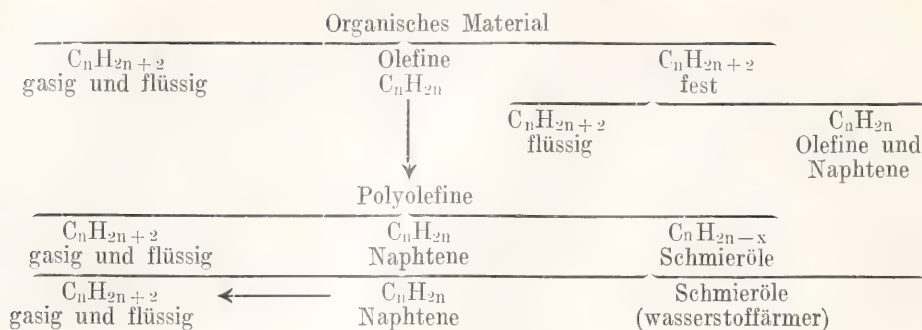 Organisches Material
CₙH₂ₙ₊₂ Olefine CₙH₂ₙ₊₂
gasig und flüssig CₙH₂ₙ fest
CₙH₂ₙ₊₂ CₙH₂ₙ
flüssig Olefine und
Naphtene
Polyolefine
CₙH₂ₙ₊₂ CₙH₂ₙ CₙH₂ₙ₋ₓ
gasig und flüssig Naphtene Schmieröle
CₙH₂ₙ₊₂ CₙH₂ₙ Schmieröle
gasig und flüssig Naphtene (wasserstoffärmer)